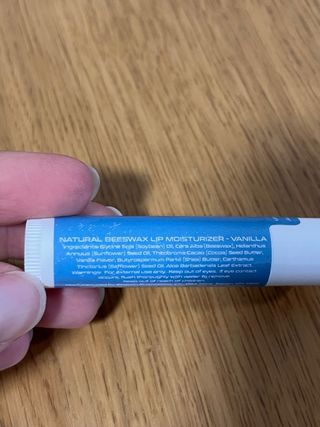 NATURAL BEESWAX LIP MOISTURIZER - VANILLA
Ingredients: Glycine Soja (Soybean) Oil, Cera Alba (Beeswax), Helianthus
Annuus (Sunflower) Seed Oil, Theobroma Cacao (Cocoa) Seed Butter,
Vanilla Flavor, Butyrospermum Parkii (Shea) Butter, Carthamus
Tinctorius (Safflower) Seed Oil, Aloe Barbadensis Leaf Extract
Warnings: For external use only. Keep out of eyes. If eye contact
occurs, flush thoroughly with water to remove.
Keep out of reach of children.